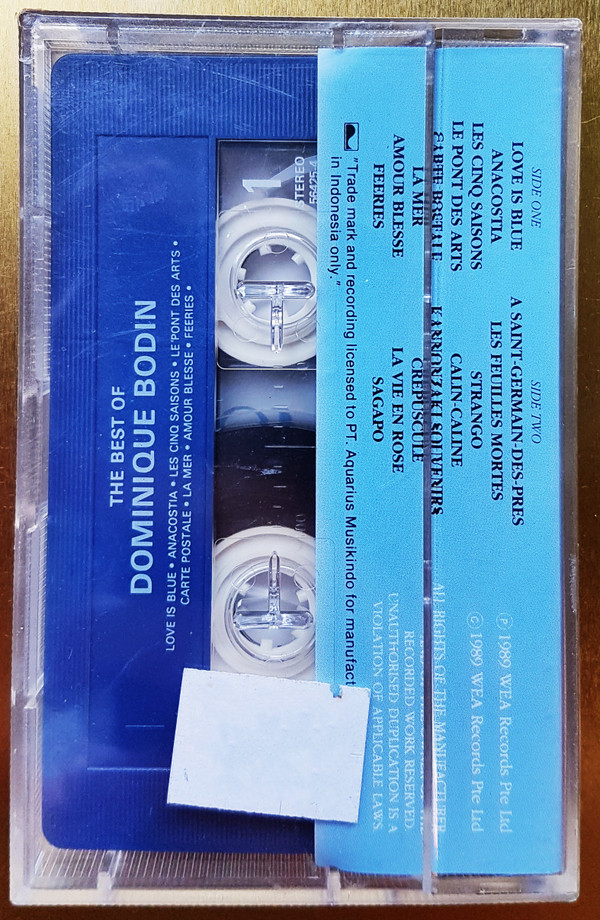 THE BEST OF
DOMINIQUE BODIN
LOVE IS BLUE • ANACOSTIA • LES CINQ SAISONS • LE PONT DES ARTS •
CARTE POSTALE • LA MER • AMOUR BLESSE • FEERIES •
1
STEREO
SIDE ONE
LOVE IS BLUE
ANACOSTIA
LES CINQ SAISONS
LE PONT DES ARTS
CARTE POSTALE
LA MER
AMOUR BLESSE
FEERIES
SIDE TWO
A SAINT-GERMAIN-DES-PRES
LES FEUILLES MORTES
STRANGO
CALIN-CALINE
SOUVENIRS
CREPUSCULE
LA VIE EN ROSE
SAGAPO
℗ 1989 WEA Records Pte Ltd
© 1989 WEA Records Pte Ltd
ALL RIGHTS OF THE MANUFACTURER
RECORDED WORK RESERVED.
UNAUTHORISED DUPLICATION IS A
VIOLATION OF APPLICABLE LAWS.
"Trade mark and recording licensed to PT. Aquarius Musikindo for manufact
in Indonesia only."